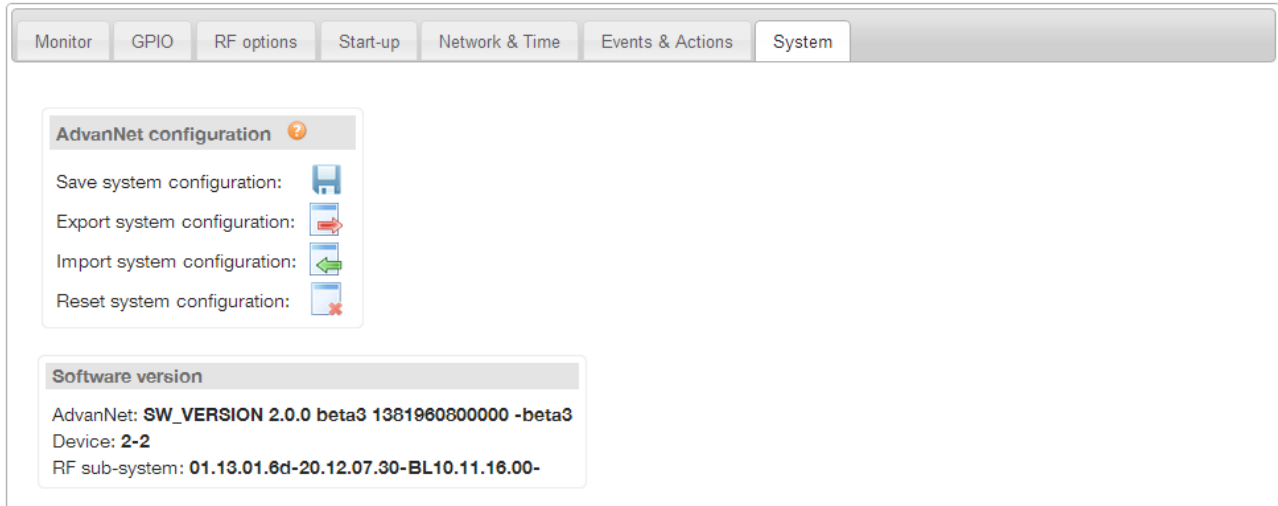 Monitor GPIO RF options Start-up Network & Time Events & Actions System
AdvanNet configuration ?
Save system configuration:
Export system configuration:
Import system configuration:
Reset system configuration:
Software version
AdvanNet: SW_VERSION 2.0.0 beta3 1381960800000 -beta3
Device: 2-2
RF sub-system: 01.13.01.6d-20.12.07.30-BL10.11.16.00-